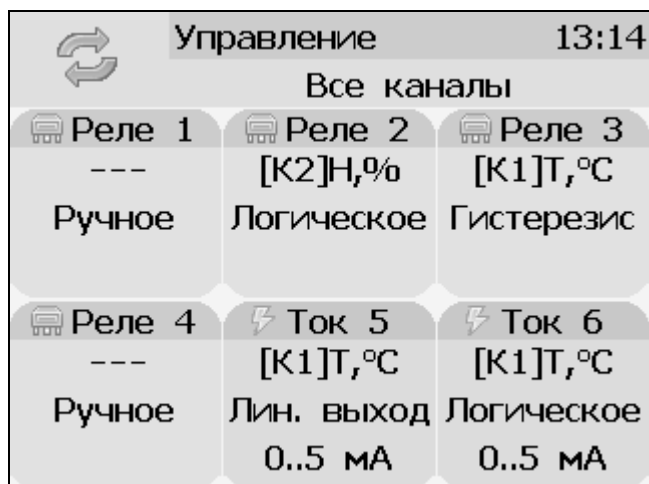 Управление 13:14
Все каналы
Реле 1 Реле 2 Реле 3
--- [К2]Н,% [К1]Т,°С
Ручное Логическое Гистерезис
Реле 4 Ток 5 Ток 6
--- [К1]Т,°С [К1]Т,°С
Ручное Лин. выход Логическое
0..5 мА 0..5 мА